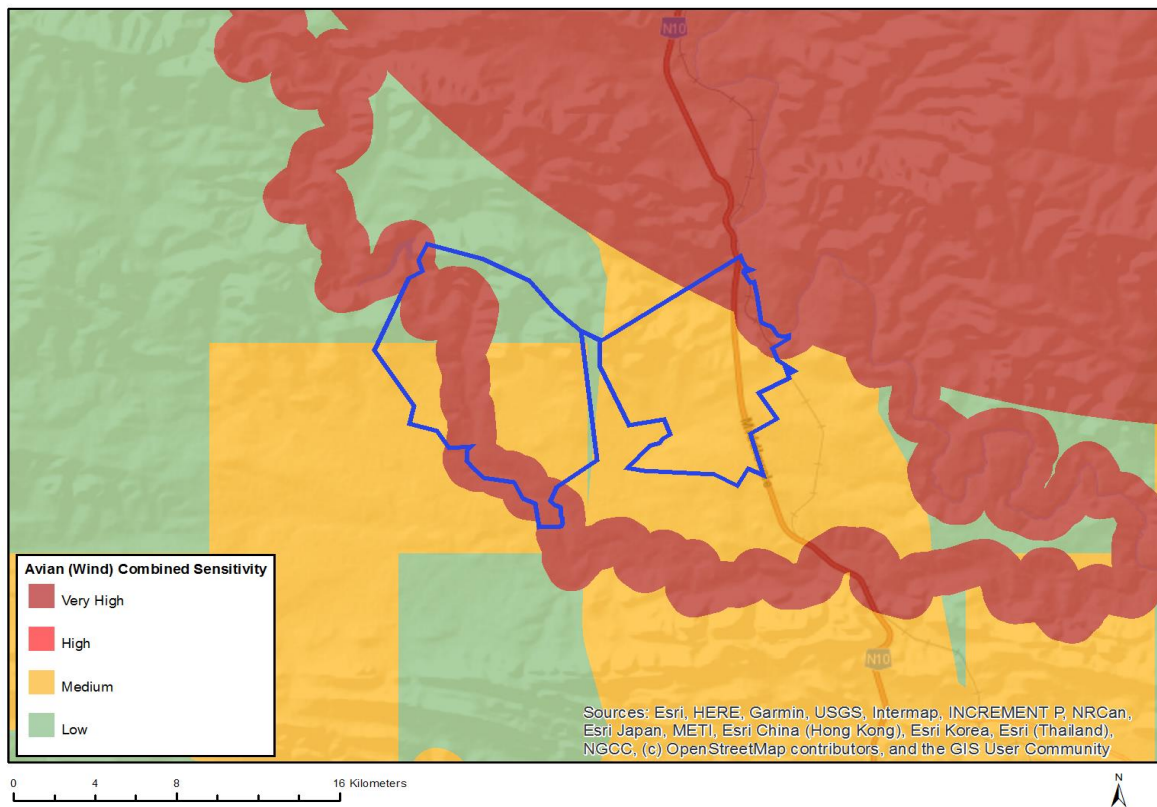 N10
N10
Avian (Wind) Combined Sensitivity
Very High
High
Medium
Low
Sources: Esri, HERE, Garmin, USGS, Intermap, INCREMENT P, NRCan,
Esri Japan, METI, Esri China (Hong Kong), Esri Korea, Esri (Thailand),
NGCC, (c) OpenStreetMap contributors, and the GIS User Community
0 4 8 16 Kilometers
N